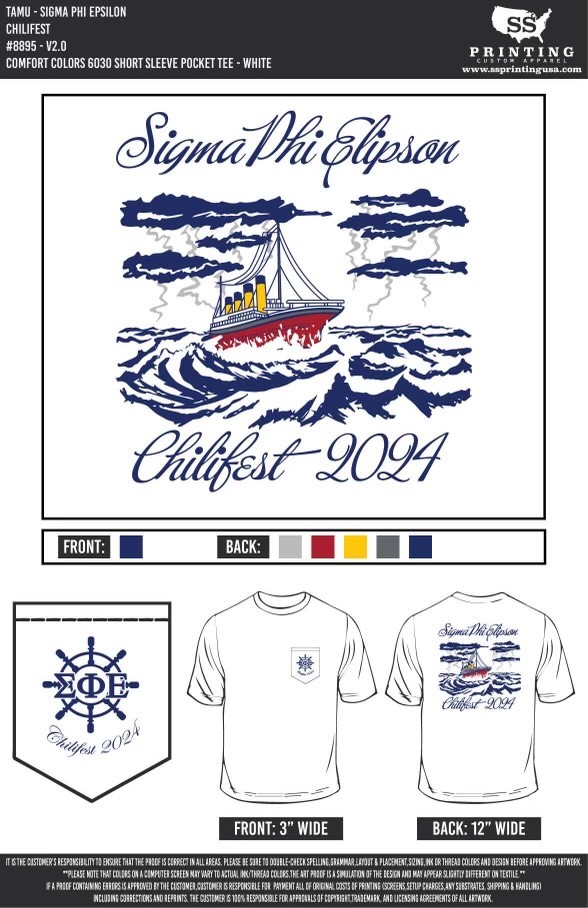 TAMU - SIGMA PHI EPSILON
CHILIFEST
#8895 - V2.0
COMFORT COLORS 6030 SHORT SLEEVE POCKET TEE - WHITE
SS
PRINTING
CUSTOM APPAREL
www.ssprintingusa.com
Sigma Phi Elipson
Chilifest 2024
FRONT:
BACK:
ΣΦΕ
Chilifest 2024
Sigma Phi Elipson
Chilifest 2024
FRONT: 3" WIDE
BACK: 12" WIDE
IT IS THE CUSTOMER'S RESPONSIBILITY TO ENSURE THAT THE PROOF IS CORRECT IN ALL AREAS. PLEASE BE SURE TO DOUBLE-CHECK SPELLING,GRAMMAR,LAYOUT & PLACEMENT,SIZING,INK OR THREAD COLORS AND DESIGN BEFORE APPROVING ARTWORK.
**PLEASE NOTE THAT COLORS ON A COMPUTER SCREEN MAY VARY TO ACTUAL INK/THREAD COLORS.THE ART PROOF IS A SIMULATION OF THE DESIGN AND MAY APPEAR SLIGHTLY DIFFERENT ON TEXTILE.**
IF A PROOF CONTAINING ERRORS IS APPROVED BY THE CUSTOMER,CUSTOMER IS RESPONSIBLE FOR PAYMENT ALL OF ORIGINAL COSTS OF PRINTING (SCREENS,SETUP CHARGES,ANY SUBSTRATES, SHIPPING & HANDLING)
INCLUDING CORRECTIONS AND REPRINTS. THE CUSTOMER IS 100% RESPONSIBLE FOR APPROVALS OF COPYRIGHT,TRADEMARK, AND/OR LICENSING AGREEMENTS OF ANY KIND.